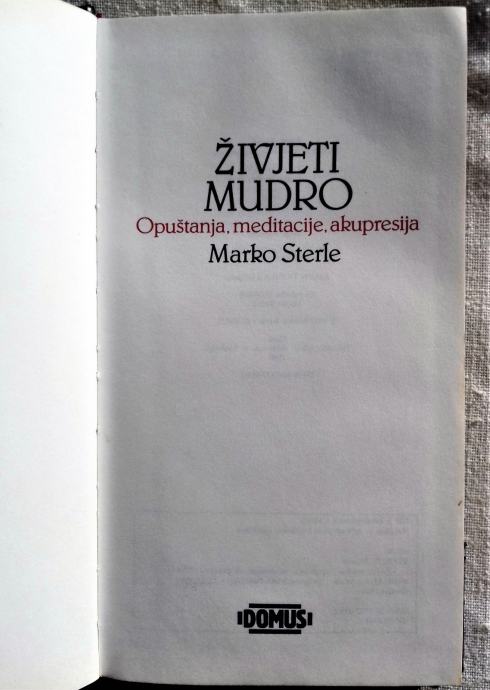 ŽIVJETI
MUDRO
Opuštanja, meditacije, akupresija
Marko Sterle
DOMUS